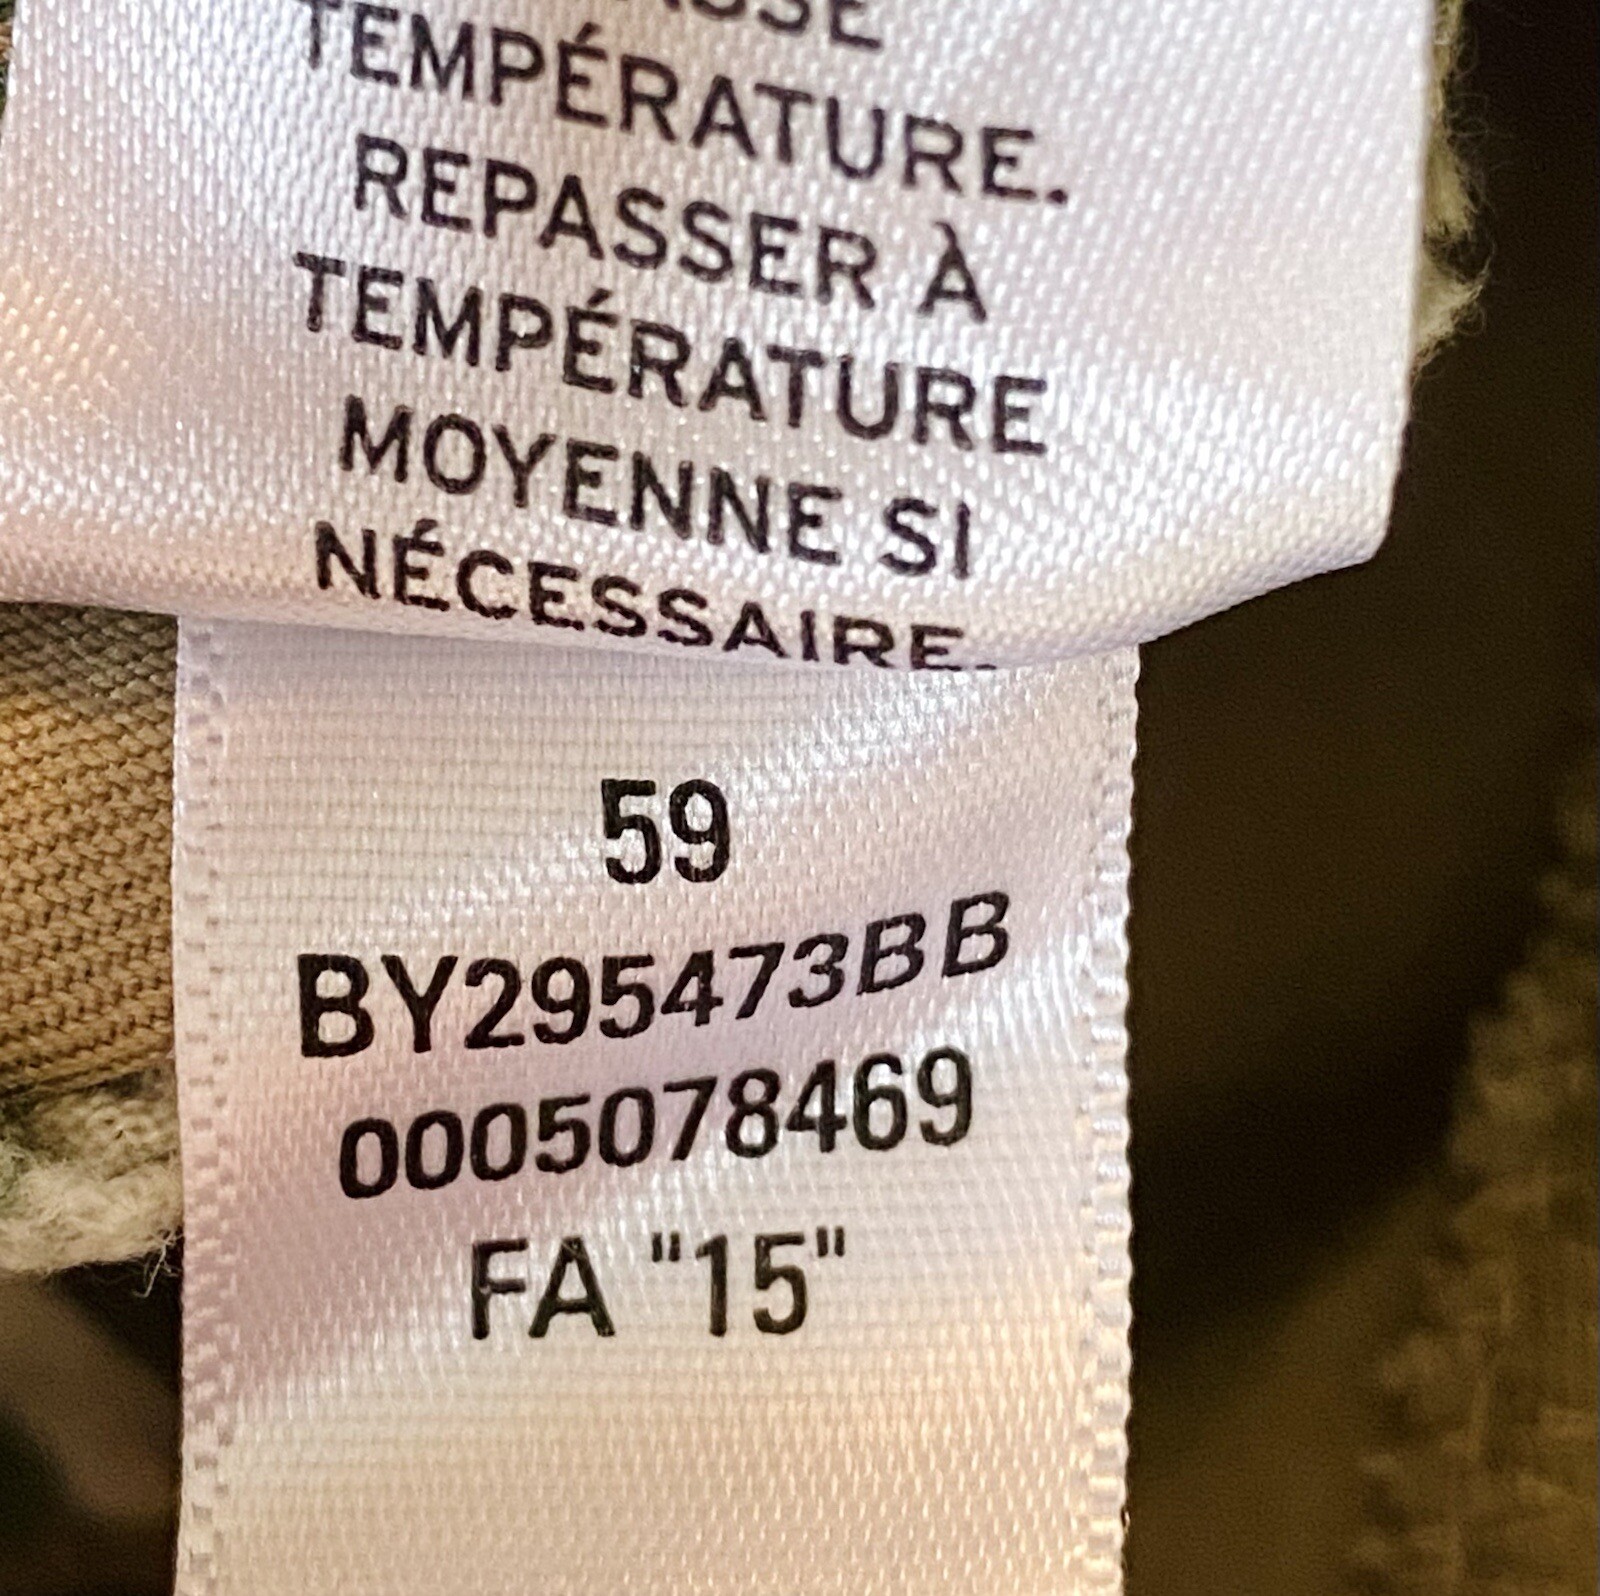 TEMPÉRATURE.
REPASSER À
TEMPÉRATURE
MOYENNE SI
NÉCESSAIRE.
59
BY295473BB
0005078469
FA "15"